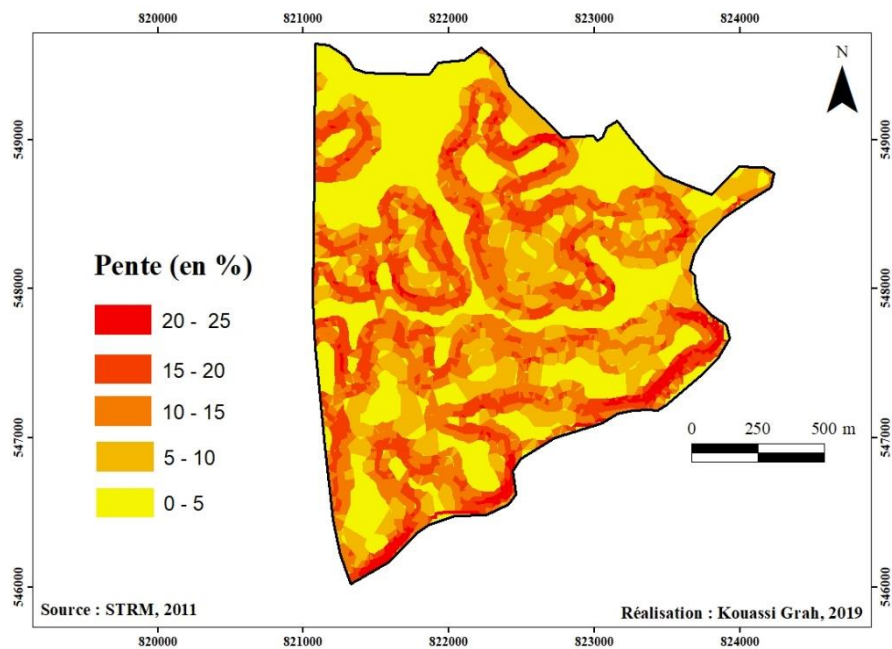 820000 821000 822000 823000 824000
N
549000 549000
548000 548000
547000 547000
546000 546000
Pente (en %)
20 - 25
15 - 20
10 - 15
5 - 10
0 - 5
0 250 500 m
Source : STRM, 2011
Réalisation : Kouassi Grah, 2019
820000 821000 822000 823000 824000